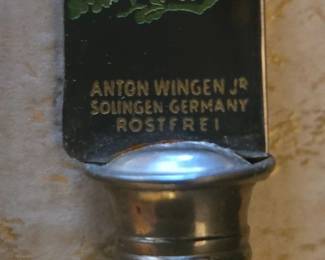 ANTON WINGEN JR
SOLINGEN-GERMANY
ROSTFREI